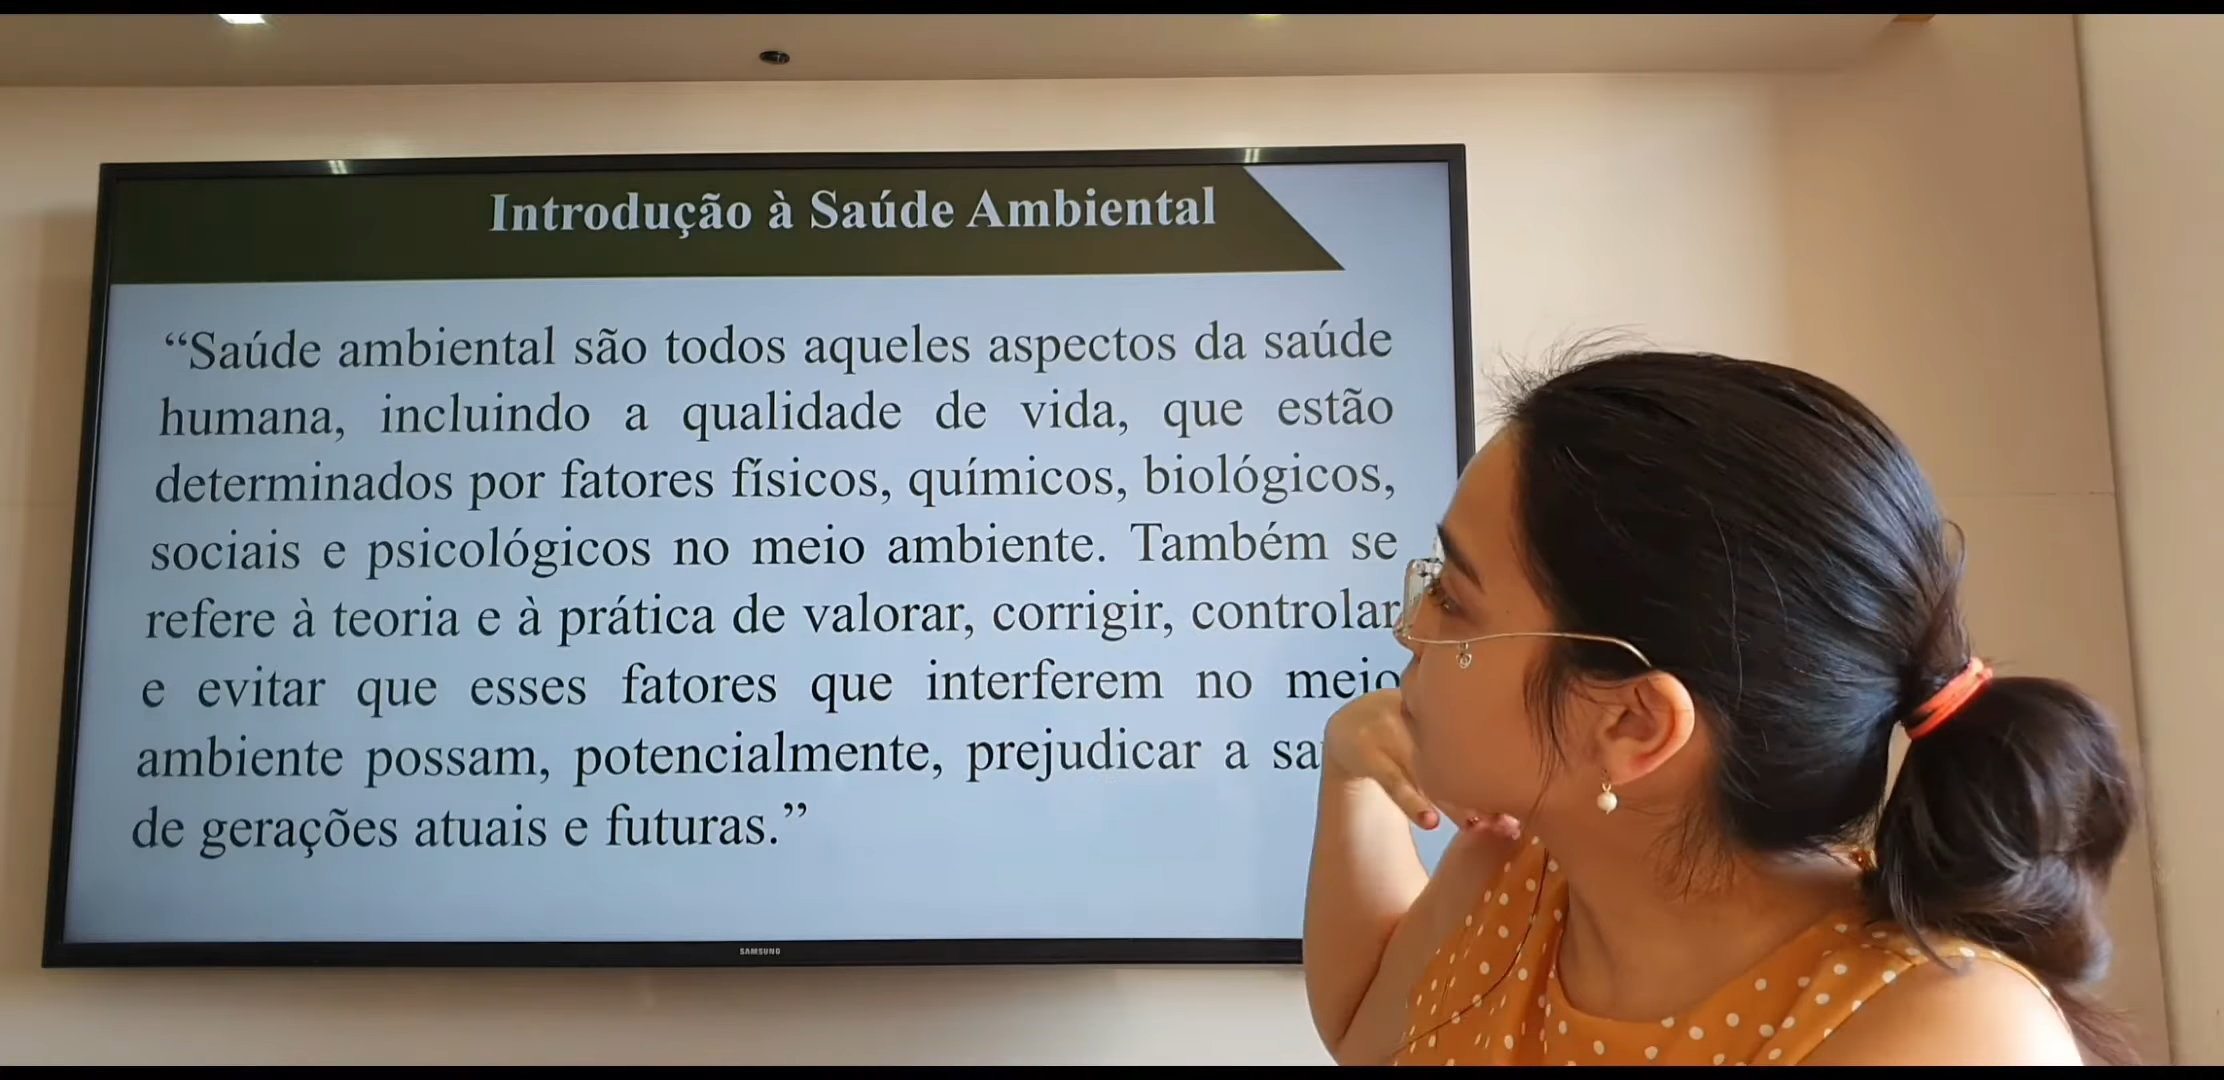 Introdução à Saúde Ambiental
“Saúde ambiental são todos aqueles aspectos da saúde
humana, incluindo a qualidade de vida, que estão
determinados por fatores físicos, químicos, biológicos,
sociais e psicológicos no meio ambiente. Também se
refere à teoria e à prática de valorar, corrigir, controlar
e evitar que esses fatores que interferem no meio
ambiente possam, potencialmente, prejudicar a
de gerações atuais e futuras.”
SAMSUNG